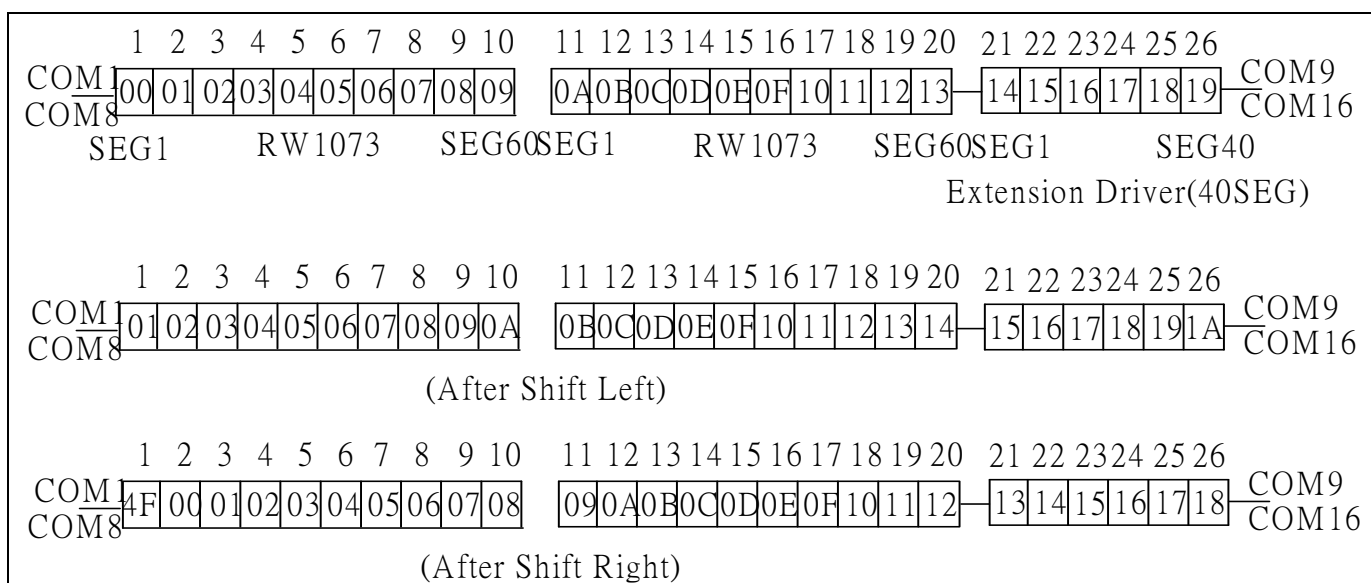 1 2 3 4 5 6 7 8 9 10 11 12 13 14 15 16 17 18 19 20 21 22 23 24 25 26
COM1 COM9
00 01 02 03 04 05 06 07 08 09 0A 0B 0C 0D 0E 0F 10 11 12 13 14 15 16 17 18 19
COM8 COM16
SEG1 RW1073 SEG60 SEG1 RW1073 SEG60 SEG1 SEG40
Extension Driver(40SEG)
1 2 3 4 5 6 7 8 9 10 11 12 13 14 15 16 17 18 19 20 21 22 23 24 25 26
COM1 COM9
01 02 03 04 05 06 07 08 09 0A 0B 0C 0D 0E 0F 10 11 12 13 14 15 16 17 18 19 1A
COM8 COM16
(After Shift Left)
1 2 3 4 5 6 7 8 9 10 11 12 13 14 15 16 17 18 19 20 21 22 23 24 25 26
COM1 COM9
4F 00 01 02 03 04 05 06 07 08 09 0A 0B 0C 0D 0E 0F 10 11 12 13 14 15 16 17 18
COM8 COM16
(After Shift Right)